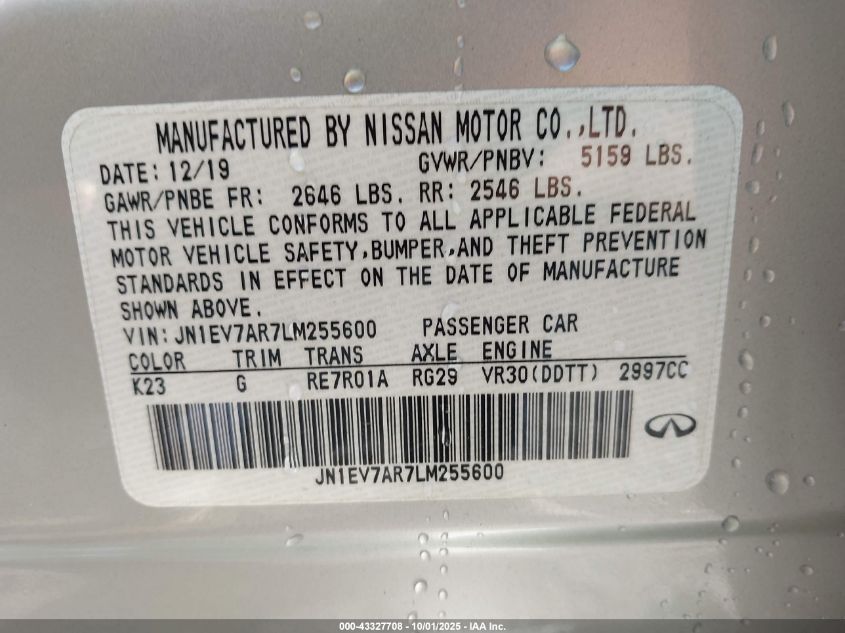 MANUFACTURED BY NISSAN MOTOR CO.,LTD.
DATE: 12/19 GVWR/PNBV: 5159 LBS.
GAWR/PNBE FR: 2646 LBS. RR: 2546 LBS.
THIS VEHICLE CONFORMS TO ALL APPLICABLE FEDERAL
MOTOR VEHICLE SAFETY,BUMPER,AND THEFT PREVENTION
STANDARDS IN EFFECT ON THE DATE OF MANUFACTURE
SHOWN ABOVE.
VIN: JN1EV7AR7LM255600 PASSENGER CAR
COLOR TRIM TRANS AXLE ENGINE
K23 G RE7R01A RG29 VR30(DDTT) 2997CC
JN1EV7AR7LM255600
000-43327708 - 10/01/2025 - IAA Inc.